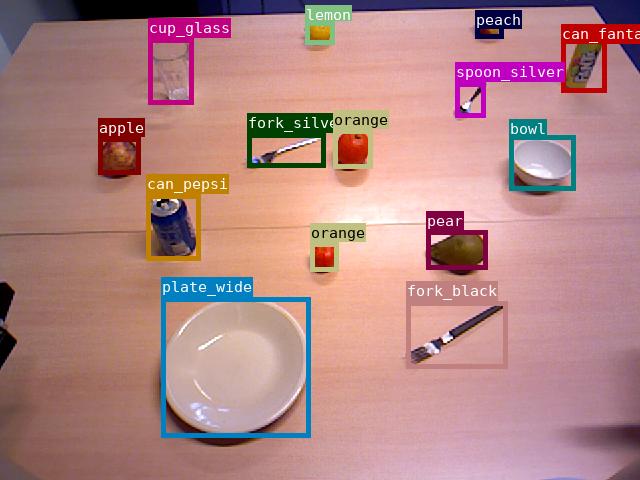 lemon
peach
cup_glass
can_fanta
spoon_silver
fork_silve
orange
apple
bowl
can_pepsi
pear
orange
plate_wide
fork_black